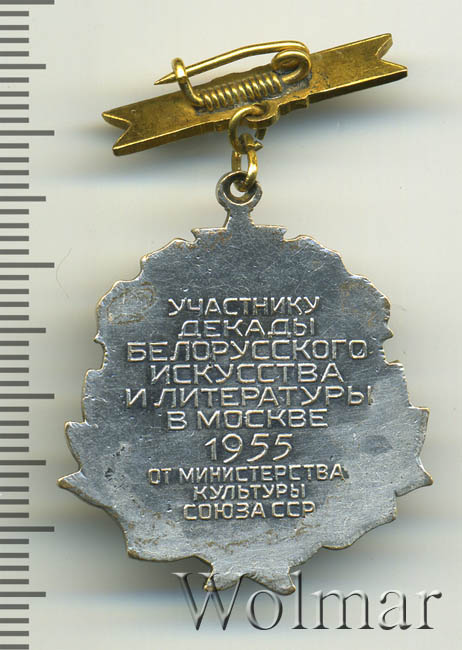 УЧАСТНИКУ
ДЕКАДЫ
БЕЛОРУССКОГО
ИСКУССТВА
И ЛИТЕРАТУРЫ
В МОСКВЕ
1955
ОТ МИНИСТЕРСТВА
КУЛЬТУРЫ
СОЮЗА ССР
Wolmar